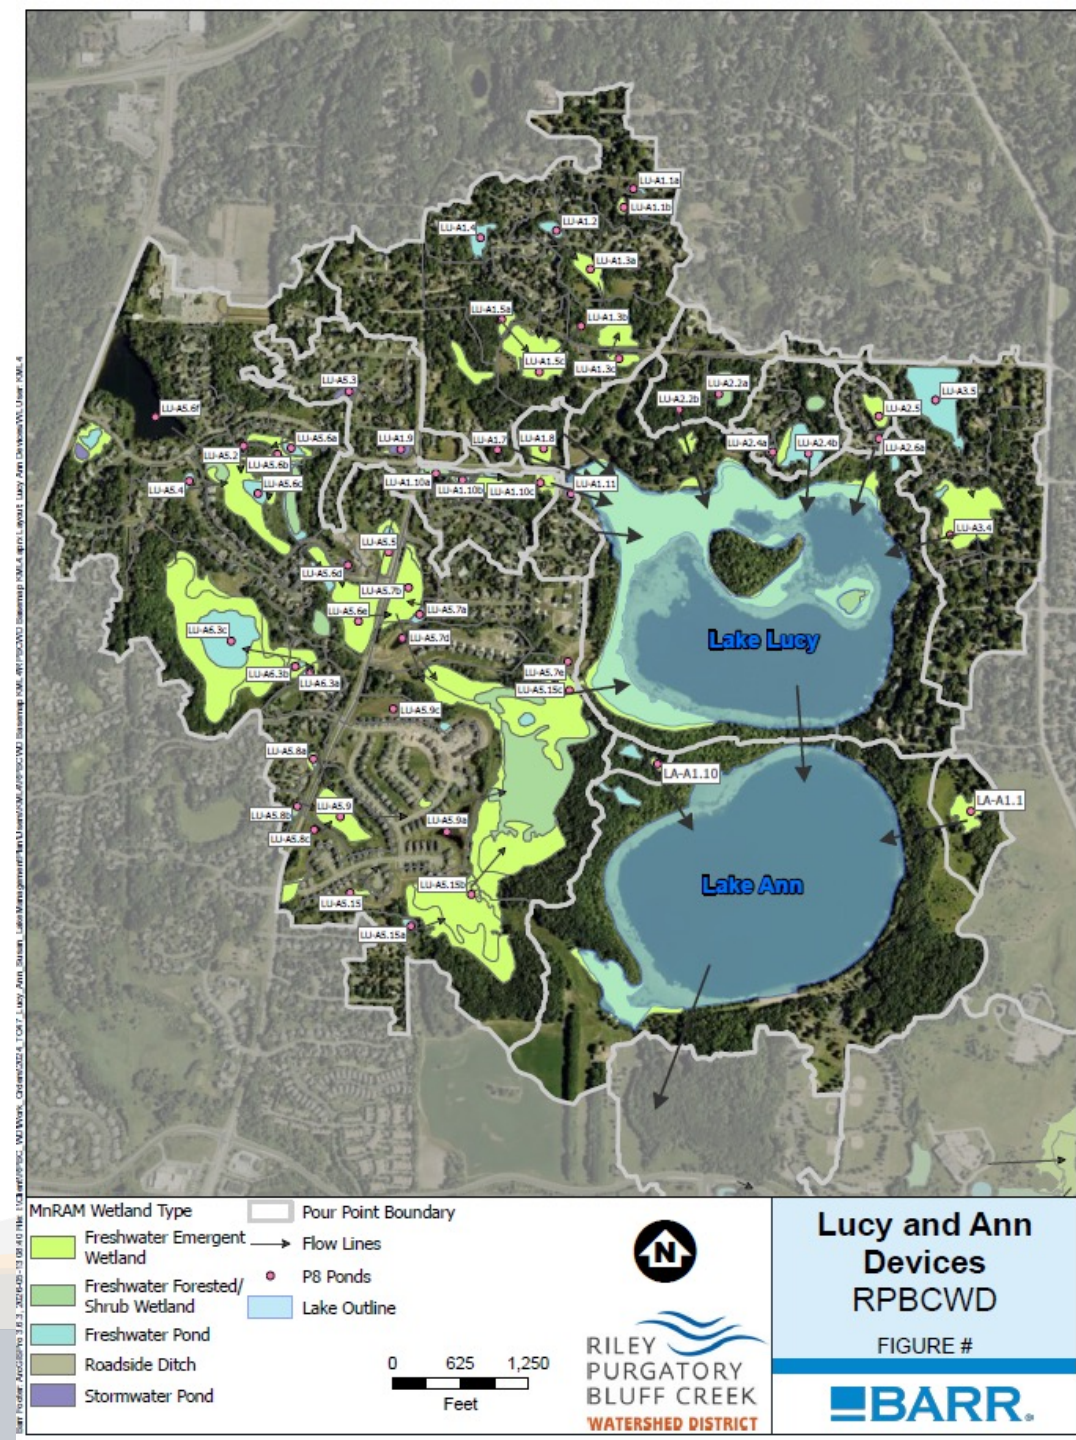 LU-A1.1a
LU-A1.1b
LU-A1.2
LU-A1.4
LU-A1.3a
LU-A1.5a
LU-A1.3b
LU-A1.5c
LU-A1.3c
LU-A5.3
LU-A2.2a
LU-A2.2b
LU-A3.5
LU-A2.5
LU-A5.6f
LU-A5.6a
LU-A1.9
LU-A1.7
LU-A1.8
LU-A2.4a
LU-A2.4b
LU-A2.6a
LU-A5.2
LU-A5.6b
LU-A5.4
LU-A5.6c
LU-A1.10a
LU-A1.10b
LU-A1.10c
LU-A1.11
LU-A3.4
LU-A5.5
LU-A5.6d
LU-A5.7b
LU-A5.6e
LU-A5.7a
LU-A6.3c
LU-A5.7d
Lake Lucy
LU-A6.3b
LU-A6.3a
LU-A5.7e
LU-A5.15c
LU-A5.9c
LU-A5.8a
LA-A1.10
LA-A1.1
LU-A5.8b
LU-A5.9
LU-A5.9a
LU-A5.8c
LU-A5.15b
Lake Ann
LU-A5.15
LU-A5.15a
MnRAM Wetland Type
Freshwater Emergent
Wetland
Freshwater Forested/
Shrub Wetland
Freshwater Pond
Roadside Ditch
Stormwater Pond
Pour Point Boundary
Flow Lines
P8 Ponds
Lake Outline
0 625 1,250
Feet
N
RILEY
PURGATORY
BLUFF CREEK
WATERSHED DISTRICT
Lucy and Ann
Devices
RPBCWD
FIGURE #
BARR®